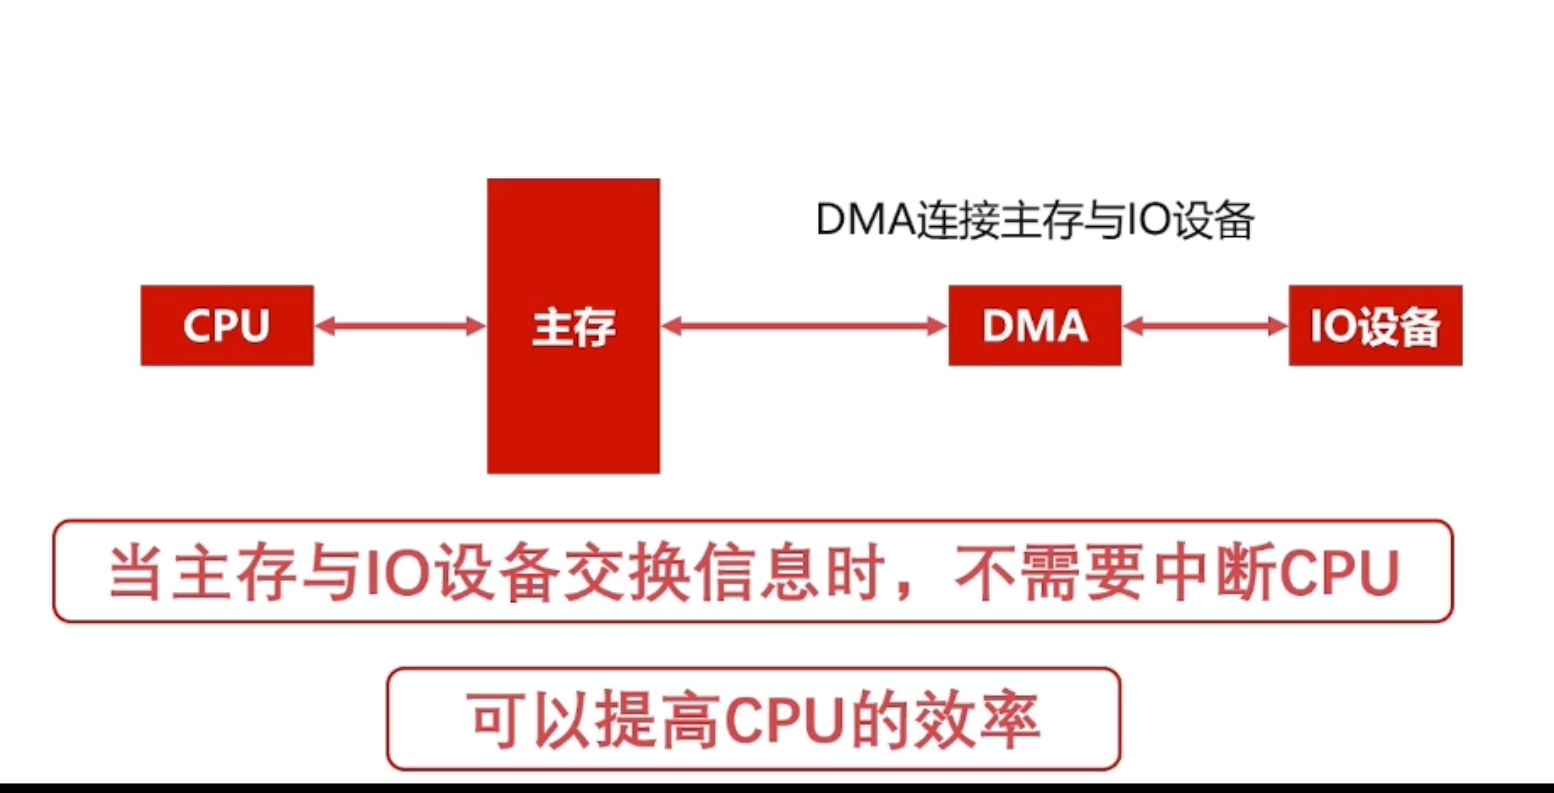 DMA连接主存与IO设备
CPU
主存
DMA
IO设备
当主存与IO设备交换信息时，不需要中断CPU
可以提高CPU的效率